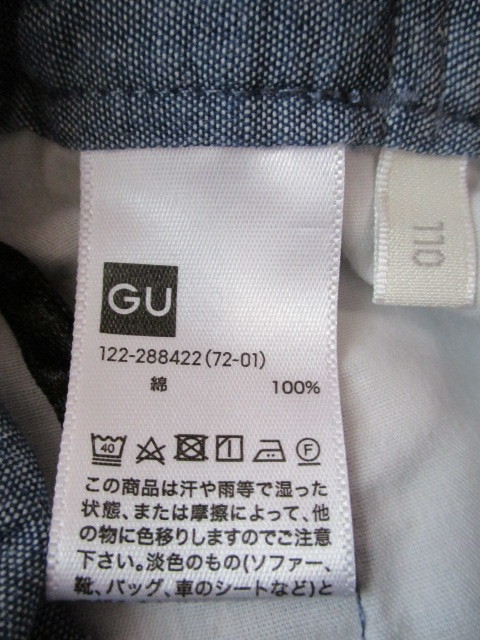 GU
122-288422(72-01)
綿 100%
40
F
この商品は汗や雨等で湿った
状態、または摩擦によって、他
の物に色移りしますのでご注意
下さい。淡色のもの(ソファー、
靴、バッグ、車のシートなど)と
110